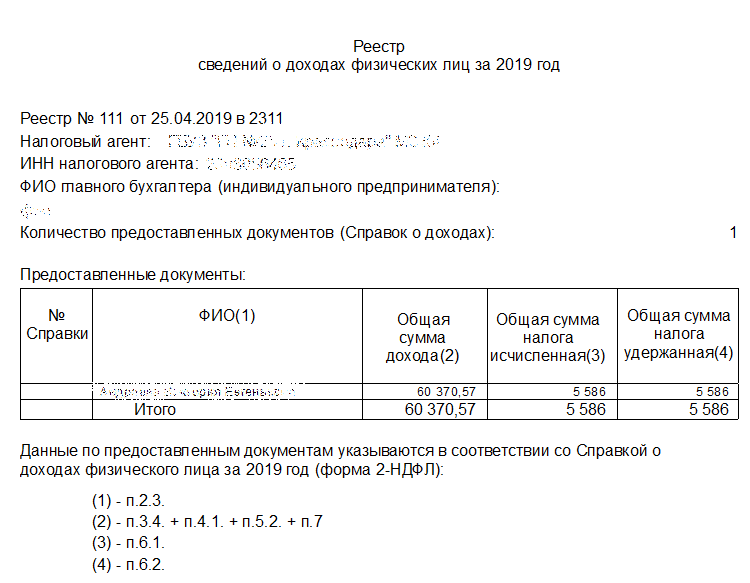 Реестр
сведений о доходах физических лиц за 2019 год
Реестр № 111 от 25.04.2019 в 2311
Налоговый агент:
ИНН налогового агента:
ФИО главного бухгалтера (индивидуального предпринимателя):
Количество предоставленных документов (Справок о доходах): 1
Предоставленные документы:
№ Справки ФИО(1) Общая сумма дохода(2) Общая сумма налога исчисленная(3) Общая сумма налога удержанная(4)
60 370,57 5 586 5 586
Итого 60 370,57 5 586 5 586
Данные по предоставленным документам указываются в соответствии со Справкой о
доходах физического лица за 2019 год (форма 2-НДФЛ):
(1) - п.2.3.
(2) - п.3.4. + п.4.1. + п.5.2. + п.7
(3) - п.6.1.
(4) - п.6.2.